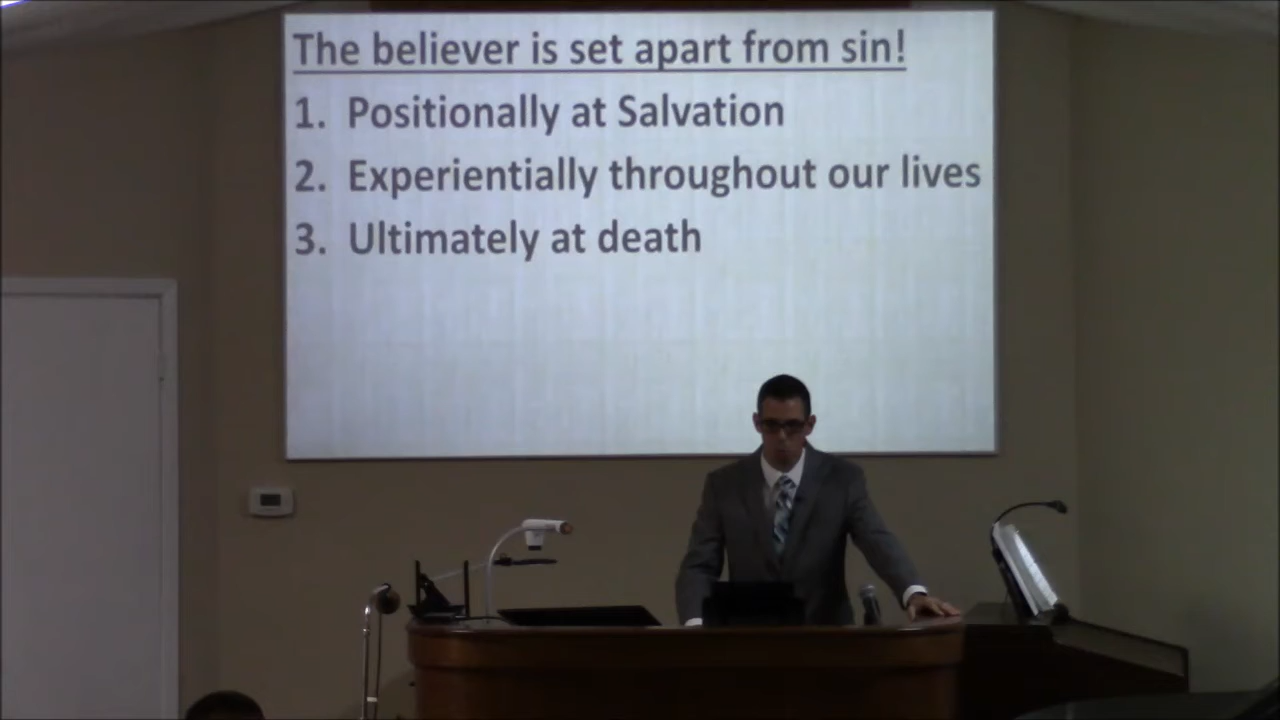 The believer is set apart from sin!
1. Positionally at Salvation
2. Experientially throughout our lives
3. Ultimately at death